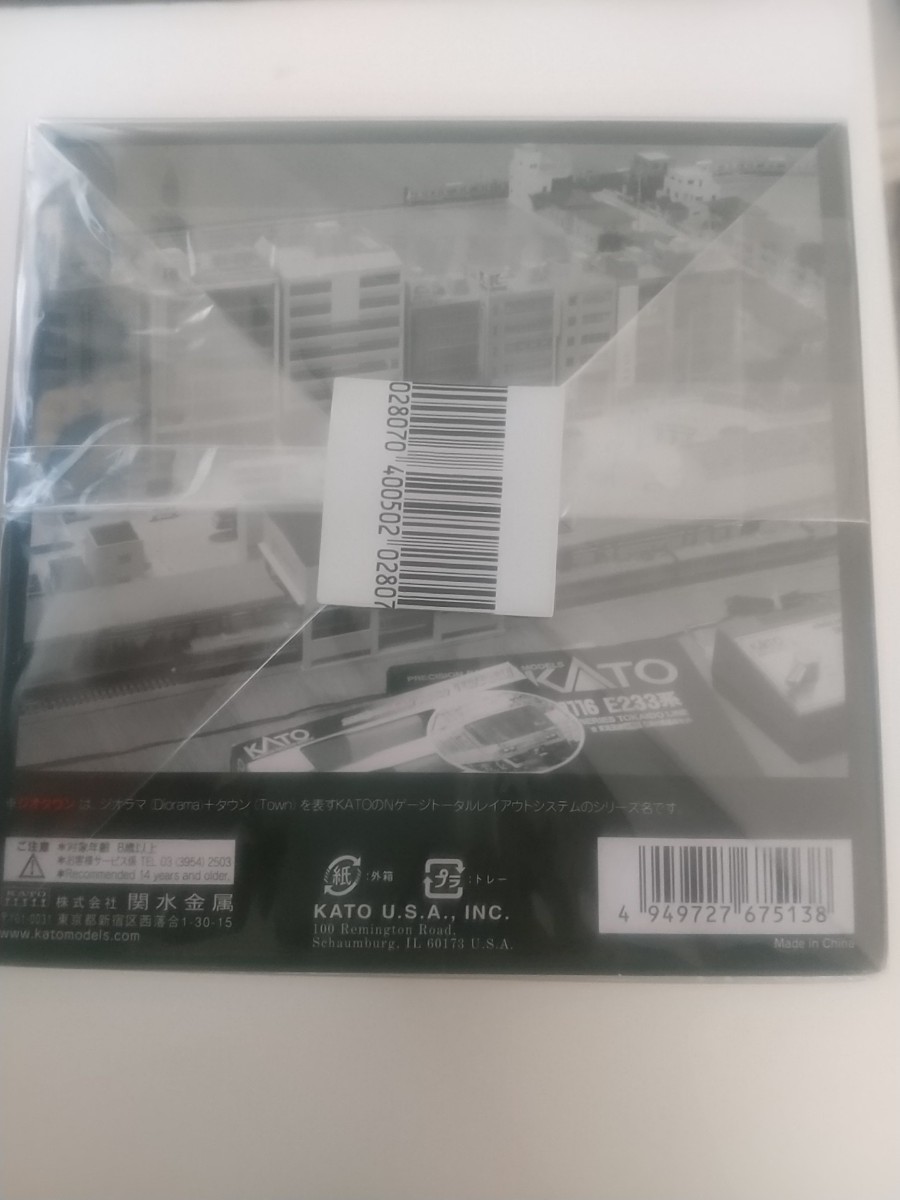 028070 400502 02807
PRECISION
MODELS
KATO
E233系
KATO
*ジオタウン は、ジオラマ(Diorama)+タウン(Town)を表すKATOのNゲージトータルレイアウトシステムのシリーズ名です
ご注意
*対象年齢 8歳以上
*お客様サービス係 TEL 03 (3954) 2503
*Recommended 14 years and older.
KATO
株式会社 関水金属
東京都新宿区西落合1-30-15
www.katomodels.com
紙 :外箱
プラ :トレー
KATO U.S.A., INC.
100 Remington Road,
Schaumburg, IL 60173 U.S.A.
4 949727 675138
Made in China